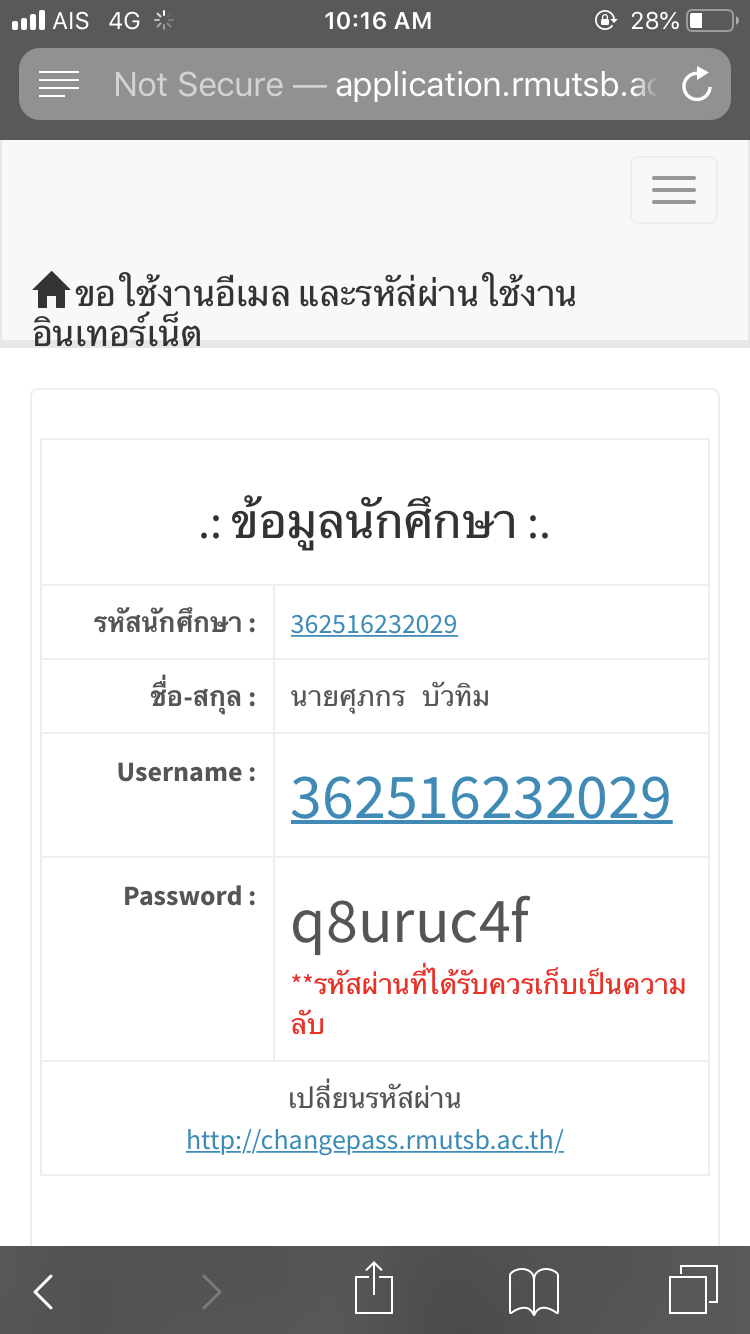 AIS 4G 10:16 AM 28%
Not Secure — application.rmutsb.ac
ขอใช้งานอีเมล และรหัส่ผ่านใช้งาน
อินเทอร์เน็ต
.: ข้อมูลนักศึกษา :.
รหัสนักศึกษา : 362516232029
ชื่อ-สกุล : นายศุภกร บัวทิม
Username : 362516232029
Password : q8uruc4f
**รหัสผ่านที่ได้รับควรเก็บเป็นความ
ลับ
เปลี่ยนรหัสผ่าน
http://changepass.rmutsb.ac.th/